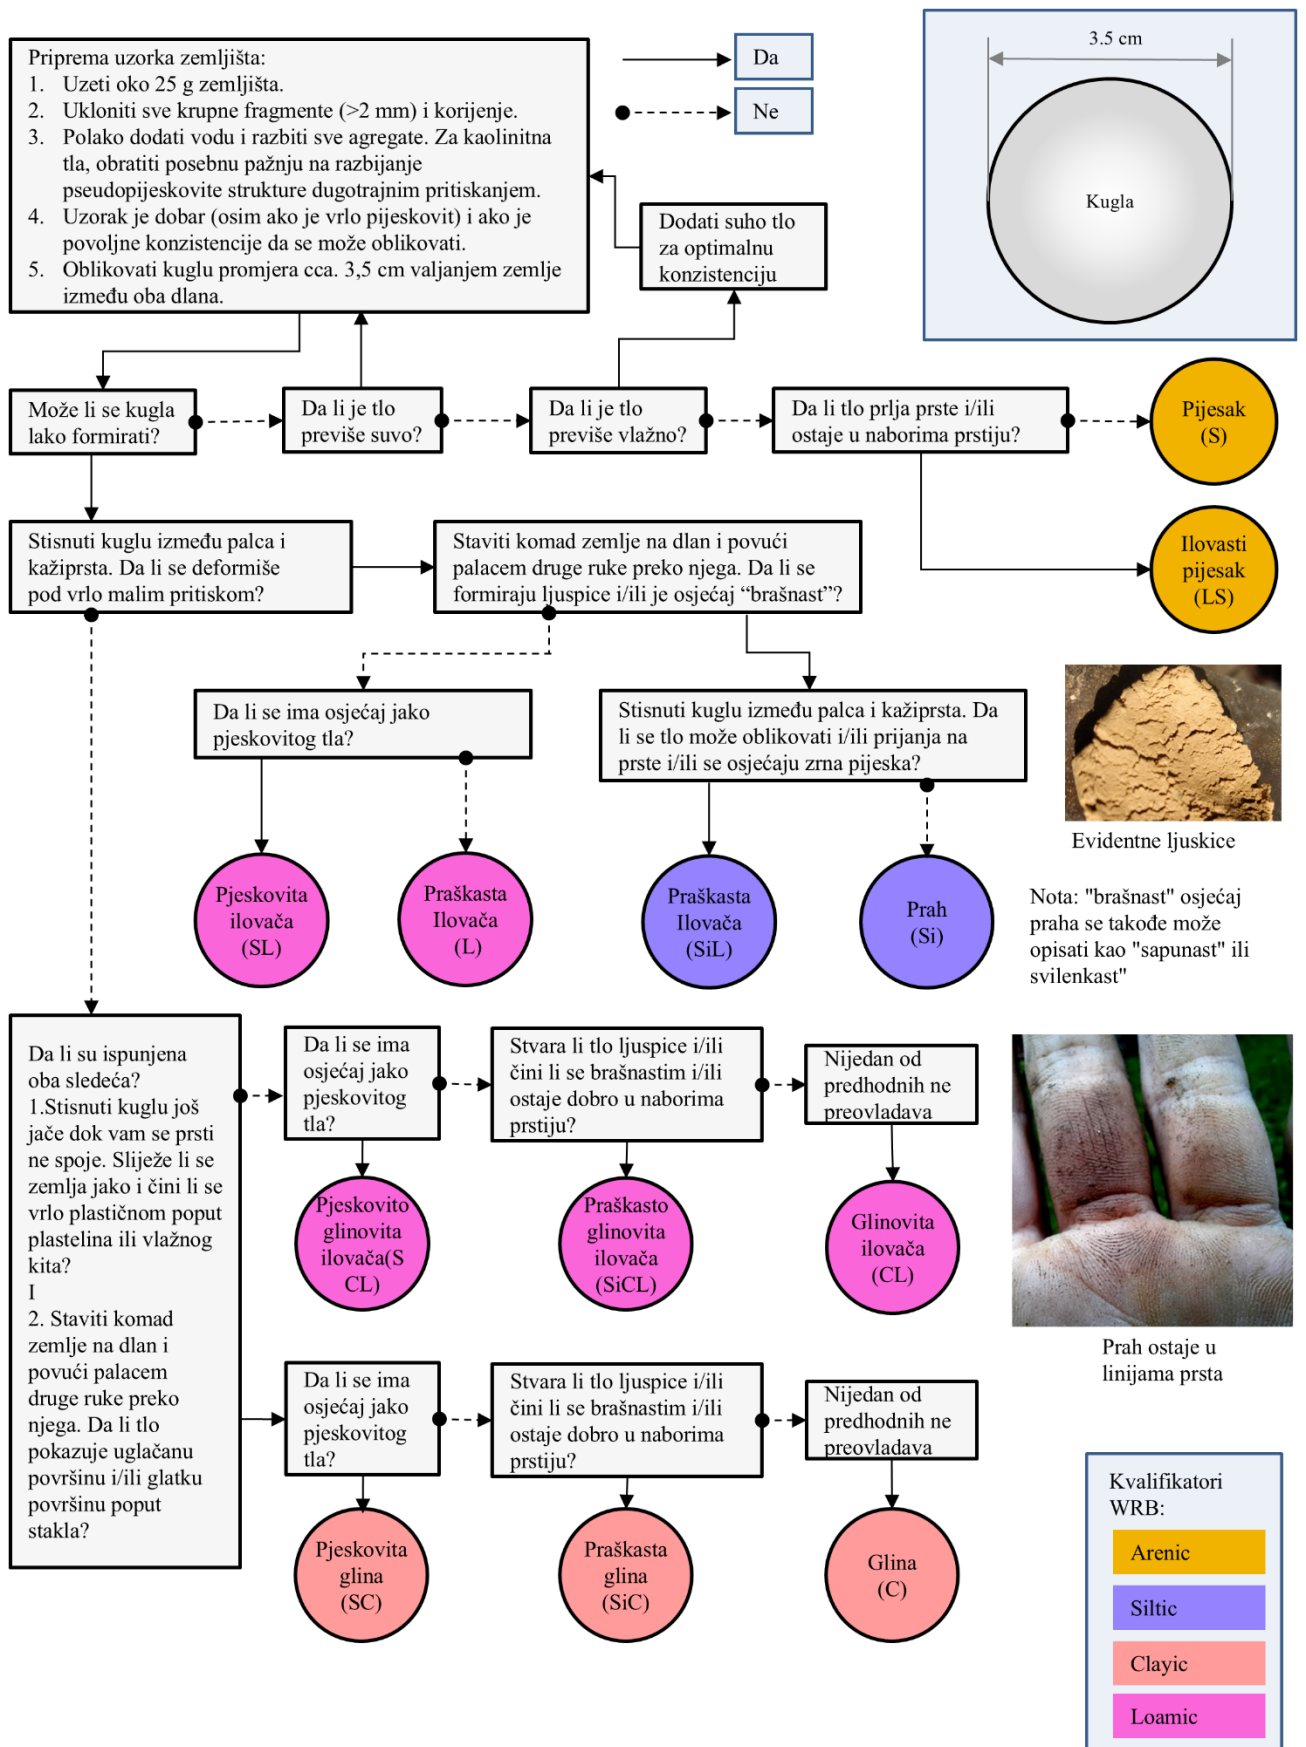 Priprema uzorka zemljišta:
1. Uzeti oko 25 g zemljišta.
2. Ukloniti sve krupne fragmente (>2 mm) i korijenje.
3. Polako dodati vodu i razbiti sve agregate. Za kaolinitna
tla, obratiti posebnu pažnju na razbijanje
pseudopijeskovite strukture dugotrajnim pritiskanjem.
4. Uzorak je dobar (osim ako je vrlo pijeskovit) i ako je
povoljne konzistencije da se može oblikovati.
5. Oblikovati kuglu promjera cca. 3,5 cm valjanjem zemlje
između oba dlana.
Da
Ne
3.5 cm
Kugla
Dodati suho tlo
za optimalnu
konzistenciju
Može li se kugla
lako formirati?
Da li je tlo
previše suvo?
Da li je tlo
previše vlažno?
Da li tlo prlja prste i/ili
ostaje u naborima prstiju?
Pijesak
(S)
Stisnuti kuglu između palca i
kažiprsta. Da li se deformiše
pod vrlo malim pritiskom?
Staviti komad zemlje na dlan i povući
palacem druge ruke preko njega. Da li se
formiraju ljuspice i/ili je osjećaj “brašnast”?
Ilovasti
pijesak
(LS)
Da li se ima osjećaj jako
pjeskovitog tla?
Stisnuti kuglu između palca i kažiprsta. Da
li se tlo može oblikovati i/ili prijanja na
prste i/ili se osjećaju zrna pijeska?
Evidentne ljuskice
Pjeskovita
ilovača
(SL)
Praškasta
Ilovača
(L)
Praškasta
Ilovača
(SiL)
Prah
(Si)
Nota: "brašnast" osjećaj
praha se takođe može
opisati kao "sapunast" ili
svilenkast"
Da li su ispunjena
oba sledeća?
1.Stisnuti kuglu još
jače dok vam se prsti
ne spoje. Sliježe li se
zemlja jako i čini li se
vrlo plastičnom poput
plastelina ili vlažnog
kita?
I
2. Staviti komad
zemlje na dlan i
povući palacem
druge ruke preko
njega. Da li tlo
pokazuje uglačanu
površinu i/ili glatku
površinu poput
stakla?
Da li se ima
osjećaj jako
pjeskovitog
tla?
Stvara li tlo ljuspice i/ili
čini li se brašnastim i/ili
ostaje dobro u naborima
prstiju?
Nijedan od
predhodnih ne
preovladava
Pjeskovito
glinovita
ilovača(S
CL)
Praškasto
glinovita
ilovača
(SiCL)
Glinovita
ilovača
(CL)
Prah ostaje u
linijama prsta
Da li se ima
osjećaj jako
pjeskovitog
tla?
Stvara li tlo ljuspice i/ili
čini li se brašnastim i/ili
ostaje dobro u naborima
prstiju?
Nijedan od
predhodnih ne
preovladava
Pjeskovita
glina
(SC)
Praškasta
glina
(SiC)
Glina
(C)
Kvalifikatori
WRB:
Arenic
Siltic
Clayic
Loamic